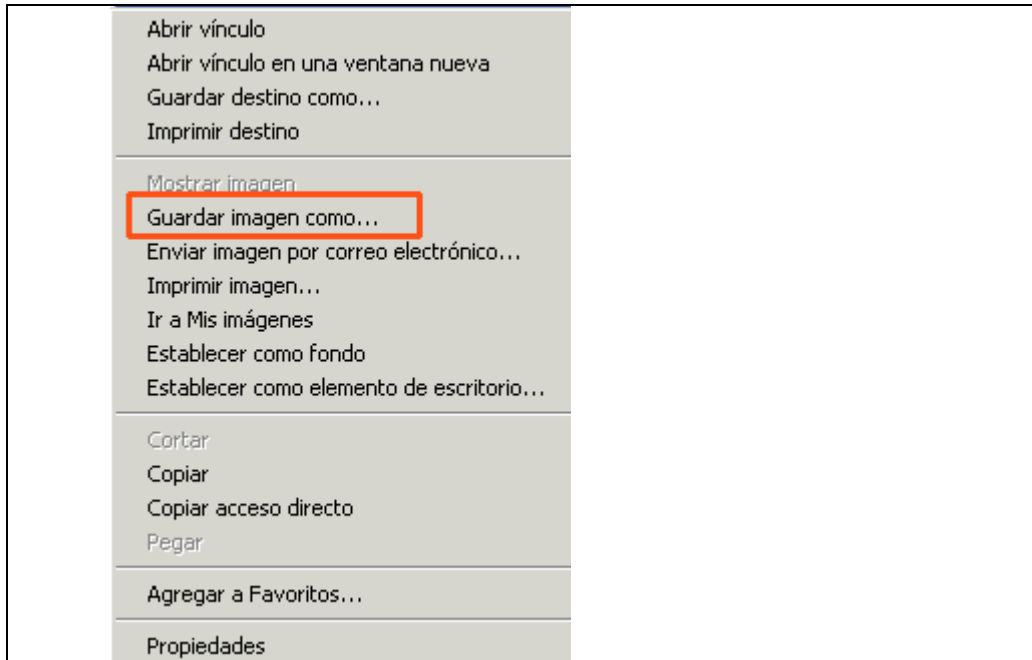 Abrir vínculo
Abrir vínculo en una ventana nueva
Guardar destino como...
Imprimir destino
Mostrar imagen
Guardar imagen como...
Enviar imagen por correo electrónico...
Imprimir imagen...
Ir a Mis imágenes
Establecer como fondo
Establecer como elemento de escritorio...
Cortar
Copiar
Copiar acceso directo
Pegar
Agregar a Favoritos...
Propiedades